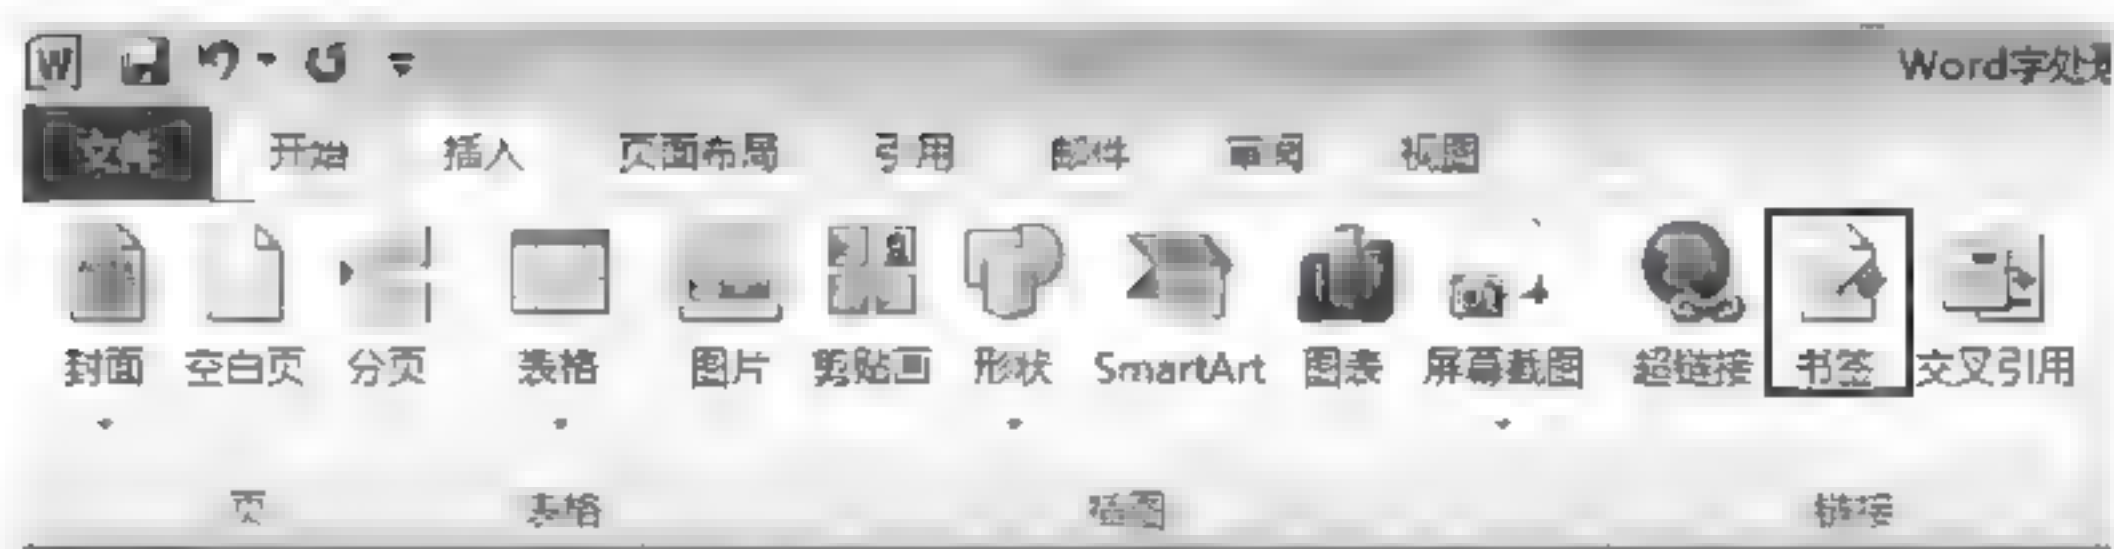 Word字处
文件 开始 插入 页面布局 引用 邮件 审阅 视图
封面 空白页 分页 表格 图片 剪贴画 形状 SmartArt 图表 屏幕截图 超链接 书签 交叉引用
页 表格 插图 链接